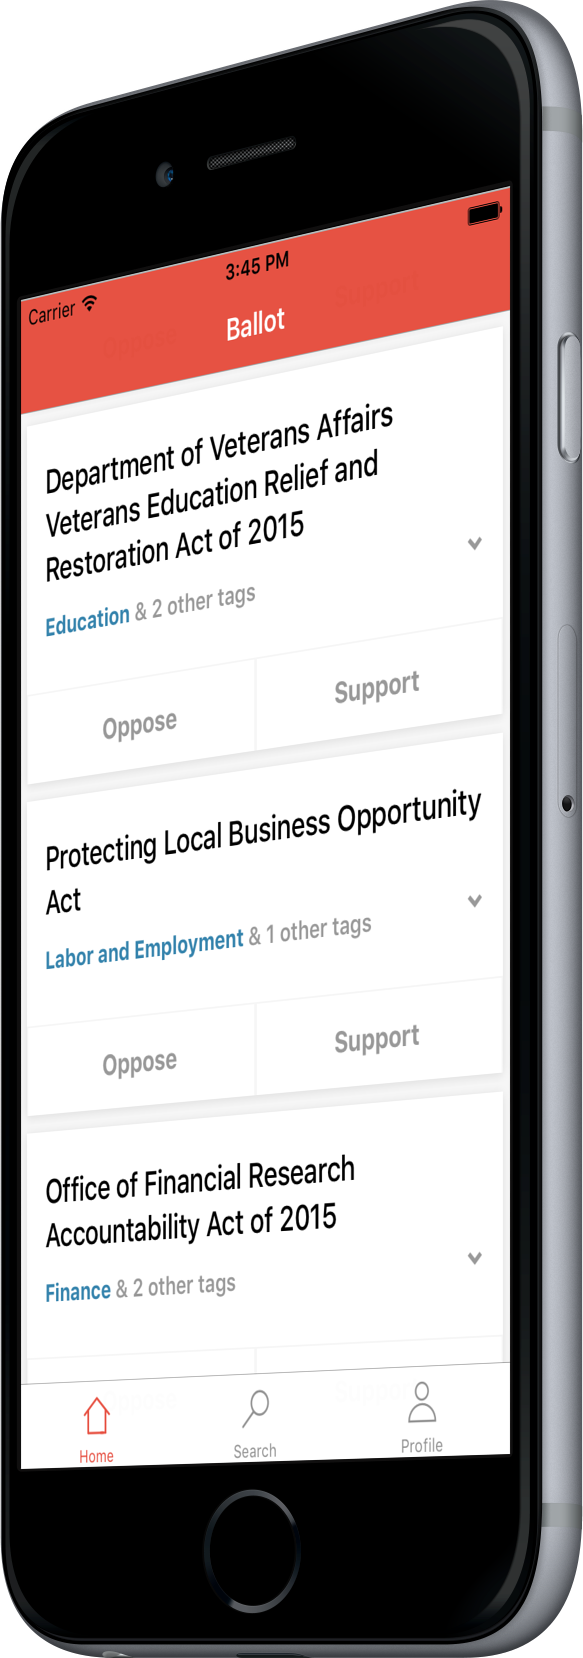 3:45 PM
Carrier
Ballot
Department of Veterans Affairs
Veterans Education Relief and
Restoration Act of 2015
Education & 2 other tags
Oppose
Support
Protecting Local Business Opportunity
Act
Labor and Employment & 1 other tags
Oppose
Support
Office of Financial Research
Accountability Act of 2015
Finance & 2 other tags
Home
Search
Profile